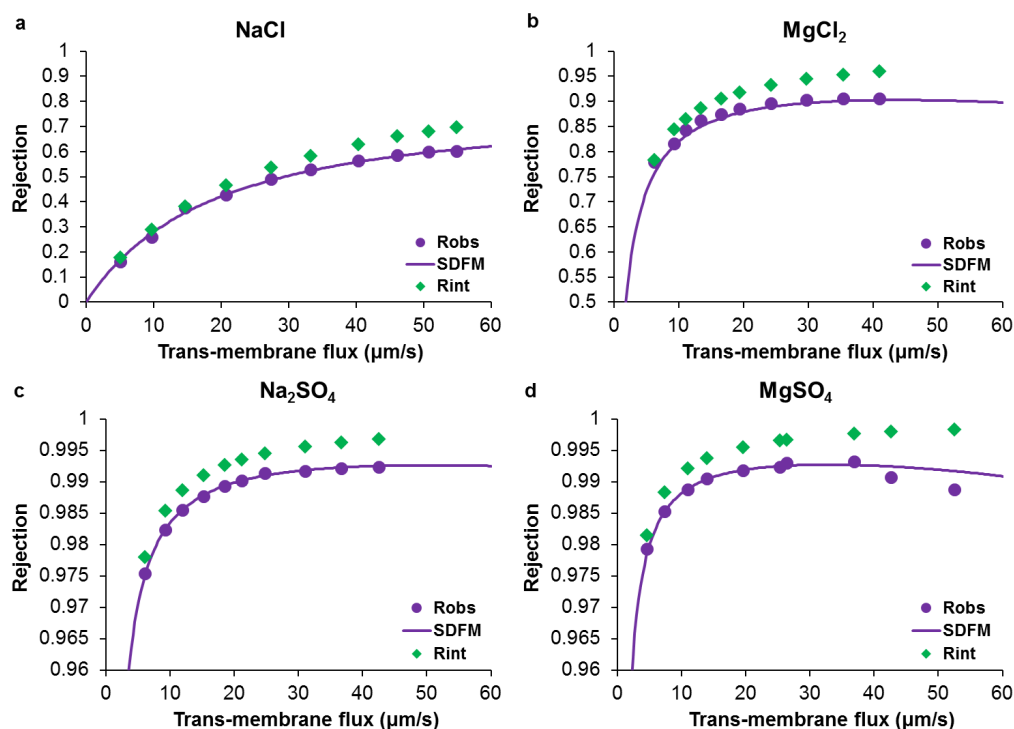 a
NaCl
1
0.9
0.8
0.7
0.6
0.5
0.4
0.3
0.2
0.1
0
Rejection
Robs
SDFM
Rint
0 10 20 30 40 50 60
Trans-membrane flux (µm/s)
b
MgCl₂
1
0.95
0.9
0.85
0.8
0.75
0.7
0.65
0.6
0.55
0.5
Rejection
Robs
SDFM
Rint
0 10 20 30 40 50 60
Trans-membrane flux (µm/s)
c
Na₂SO₄
1
0.995
0.99
0.985
0.98
0.975
0.97
0.965
0.96
Rejection
Robs
SDFM
Rint
0 10 20 30 40 50 60
Trans-membrane flux (µm/s)
d
MgSO₄
1
0.995
0.99
0.985
0.98
0.975
0.97
0.965
0.96
Rejection
Robs
SDFM
Rint
0 10 20 30 40 50 60
Trans-membrane flux (µm/s)